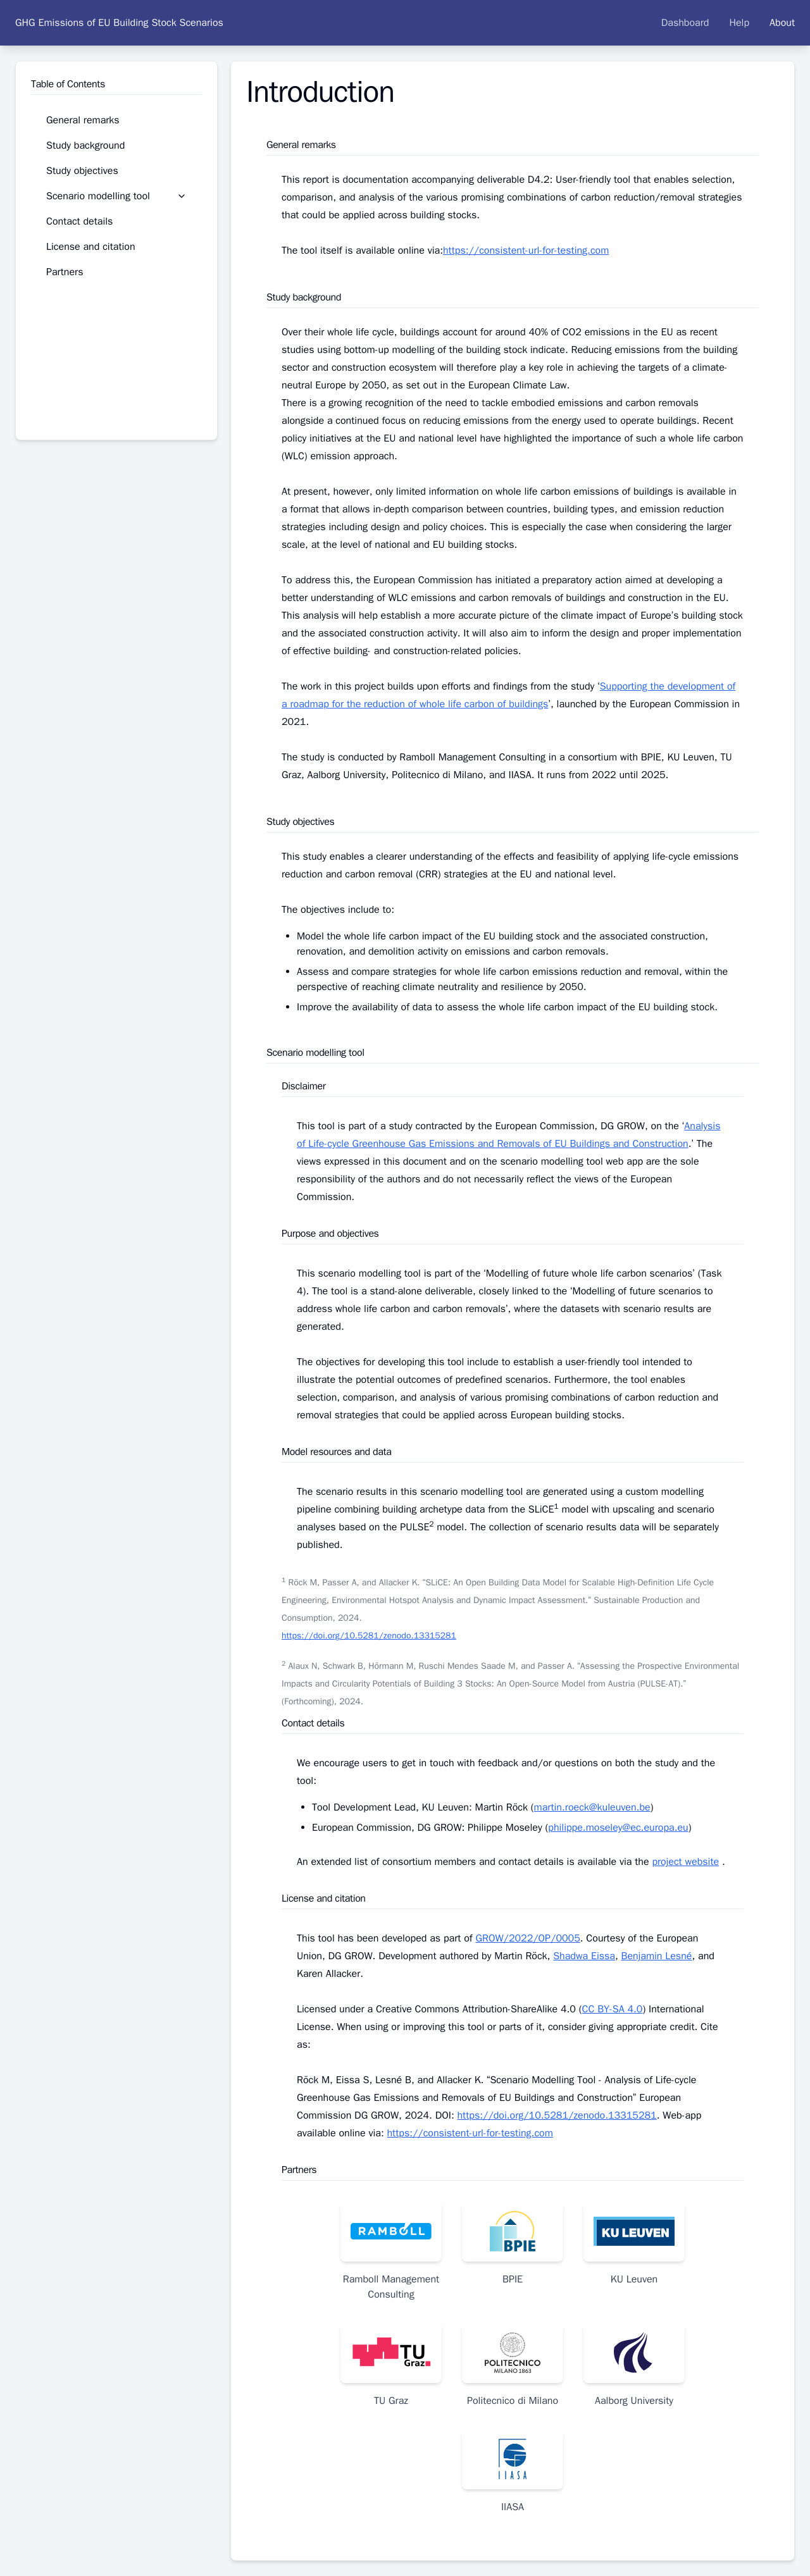 GHG Emissions of EU Building Stock Scenarios
Dashboard
Help
About
Table of Contents
General remarks
Study background
Study objectives
Scenario modelling tool
Contact details
License and citation
Partners
Introduction
General remarks
This report is documentation accompanying deliverable D4.2: User-friendly tool that enables selection,
comparison, and analysis of the various promising combinations of carbon reduction/removal strategies
that could be applied across building stocks.
The tool itself is available online via:https://consistent-url-for-testing.com
Study background
Over their whole life cycle, buildings account for around 40% of CO2 emissions in the EU as recent
studies using bottom-up modelling of the building stock indicate. Reducing emissions from the building
sector and construction ecosystem will therefore play a key role in achieving the targets of a climate-
neutral Europe by 2050, as set out in the European Climate Law.
There is a growing recognition of the need to tackle embodied emissions and carbon removals
alongside a continued focus on reducing emissions from the energy used to operate buildings. Recent
policy initiatives at the EU and national level have highlighted the importance of such a whole life carbon
(WLC) emission approach.
At present, however, only limited information on whole life carbon emissions of buildings is available in
a format that allows in-depth comparison between countries, building types, and emission reduction
strategies including design and policy choices. This is especially the case when considering the larger
scale, at the level of national and EU building stocks.
To address this, the European Commission has initiated a preparatory action aimed at developing a
better understanding of WLC emissions and carbon removals of buildings and construction in the EU.
This analysis will help establish a more accurate picture of the climate impact of Europe's building stock
and the associated construction activity. It will also aim to inform the design and proper implementation
of effective building- and construction-related policies.
The work in this project builds upon efforts and findings from the study 'Supporting the development of
a roadmap for the reduction of whole life carbon of buildings', launched by the European Commission in
2021.
The study is conducted by Ramboll Management Consulting in a consortium with BPIE, KU Leuven, TU
Graz, Aalborg University, Politecnico di Milano, and IIASA. It runs from 2022 until 2025.
Study objectives
This study enables a clearer understanding of the effects and feasibility of applying life-cycle emissions
reduction and carbon removal (CRR) strategies at the EU and national level.
The objectives include to:
• Model the whole life carbon impact of the EU building stock and the associated construction,
renovation, and demolition activity on emissions and carbon removals.
• Assess and compare strategies for whole life carbon emissions reduction and removal, within the
perspective of reaching climate neutrality and resilience by 2050.
• Improve the availability of data to assess the whole life carbon impact of the EU building stock.
Scenario modelling tool
Disclaimer
This tool is part of a study contracted by the European Commission, DG GROW, on the 'Analysis
of Life-cycle Greenhouse Gas Emissions and Removals of EU Buildings and Construction.' The
views expressed in this document and on the scenario modelling tool web app are the sole
responsibility of the authors and do not necessarily reflect the views of the European
Commission.
Purpose and objectives
This scenario modelling tool is part of the 'Modelling of future whole life carbon scenarios' (Task
4). The tool is a stand-alone deliverable, closely linked to the 'Modelling of future scenarios to
address whole life carbon and carbon removals', where the datasets with scenario results are
generated.
The objectives for developing this tool include to establish a user-friendly tool intended to
illustrate the potential outcomes of predefined scenarios. Furthermore, the tool enables
selection, comparison, and analysis of various promising combinations of carbon reduction and
removal strategies that could be applied across European building stocks.
Model resources and data
The scenario results in this scenario modelling tool are generated using a custom modelling
pipeline combining building archetype data from the SLiCE¹ model with upscaling and scenario
analyses based on the PULSE² model. The collection of scenario results data will be separately
published.
¹ Röck M, Passer A, and Allacker K. "SLiCE: An Open Building Data Model for Scalable High-Definition Life Cycle
Engineering, Environmental Hotspot Analysis and Dynamic Impact Assessment." Sustainable Production and
Consumption, 2024.
https://doi.org/10.5281/zenodo.13315281
² Alaux N, Schwark B, Hörmann M, Ruschi Mendes Saade M, and Passer A. "Assessing the Prospective Environmental
Impacts and Circularity Potentials of Building 3 Stocks: An Open-Source Model from Austria (PULSE-AT)."
(Forthcoming), 2024.
Contact details
We encourage users to get in touch with feedback and/or questions on both the study and the
tool:
• Tool Development Lead, KU Leuven: Martin Röck (martin.roeck@kuleuven.be)
• European Commission, DG GROW: Philippe Moseley (philippe.moseley@ec.europa.eu)
An extended list of consortium members and contact details is available via the project website .
License and citation
This tool has been developed as part of GROW/2022/OP/0005. Courtesy of the European
Union, DG GROW. Development authored by Martin Röck, Shadwa Eissa, Benjamin Lesné, and
Karen Allacker.
Licensed under a Creative Commons Attribution-ShareAlike 4.0 (CC BY-SA 4.0) International
License. When using or improving this tool or parts of it, consider giving appropriate credit. Cite
as:
Röck M, Eissa S, Lesné B, and Allacker K. "Scenario Modelling Tool - Analysis of Life-cycle
Greenhouse Gas Emissions and Removals of EU Buildings and Construction" European
Commission DG GROW, 2024. DOI: https://doi.org/10.5281/zenodo.13315281. Web-app
available online via: https://consistent-url-for-testing.com
Partners
RAMBOLL
BPIE
KU LEUVEN
Ramboll Management
Consulting
BPIE
KU Leuven
TU
Graz
POLITECNICO
MILANO 1863
TU Graz
Politecnico di Milano
Aalborg University
IIASA
IIASA